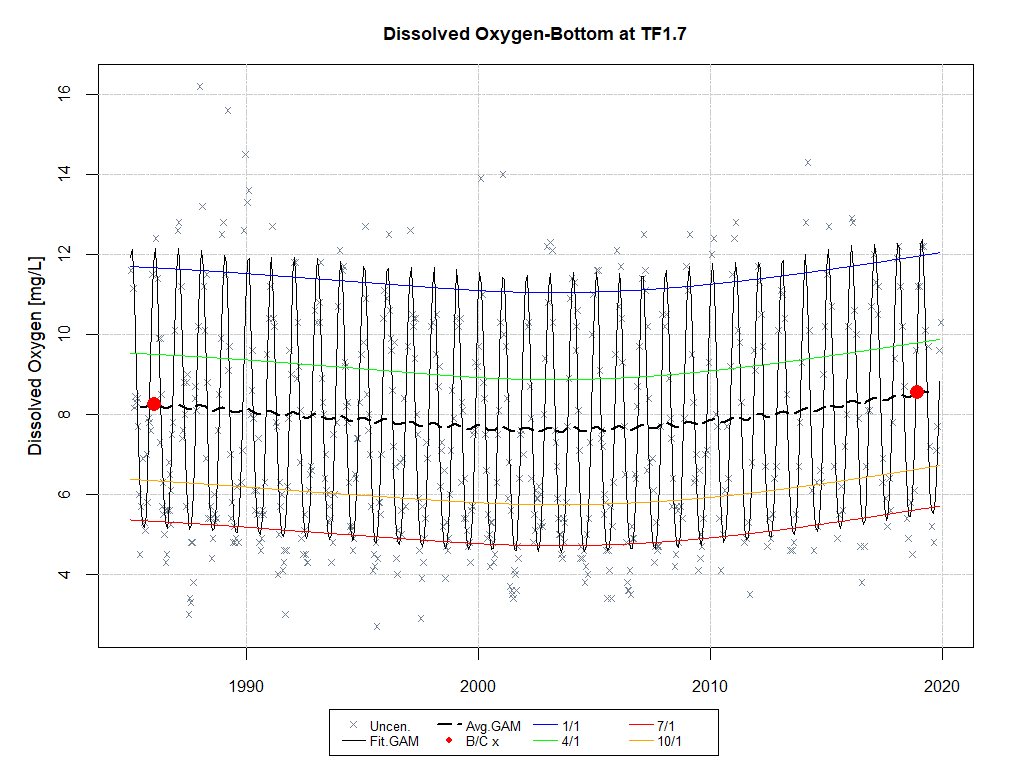 Dissolved Oxygen-Bottom at TF1.7
Dissolved Oxygen [mg/L]
16
14
12
10
8
6
4
1990 2000 2010 2020
Uncen. Avg.GAM 1/1 7/1
Fit.GAM B/C x 4/1 10/1